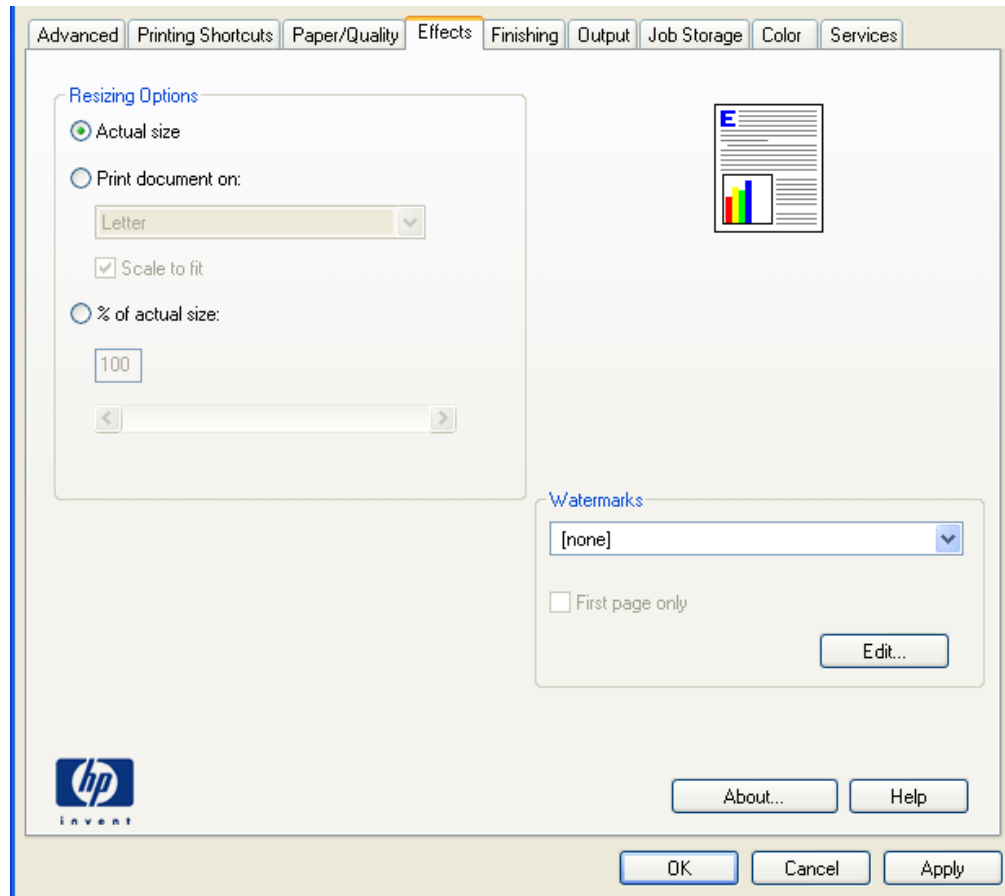 Advanced Printing Shortcuts Paper/Quality Effects Finishing Output Job Storage Color Services
Resizing Options
Actual size
E
Print document on:
Letter
Scale to fit
% of actual size:
100
Watermarks
[none]
First page only
Edit...
hp
invent
About... Help
OK Cancel Apply